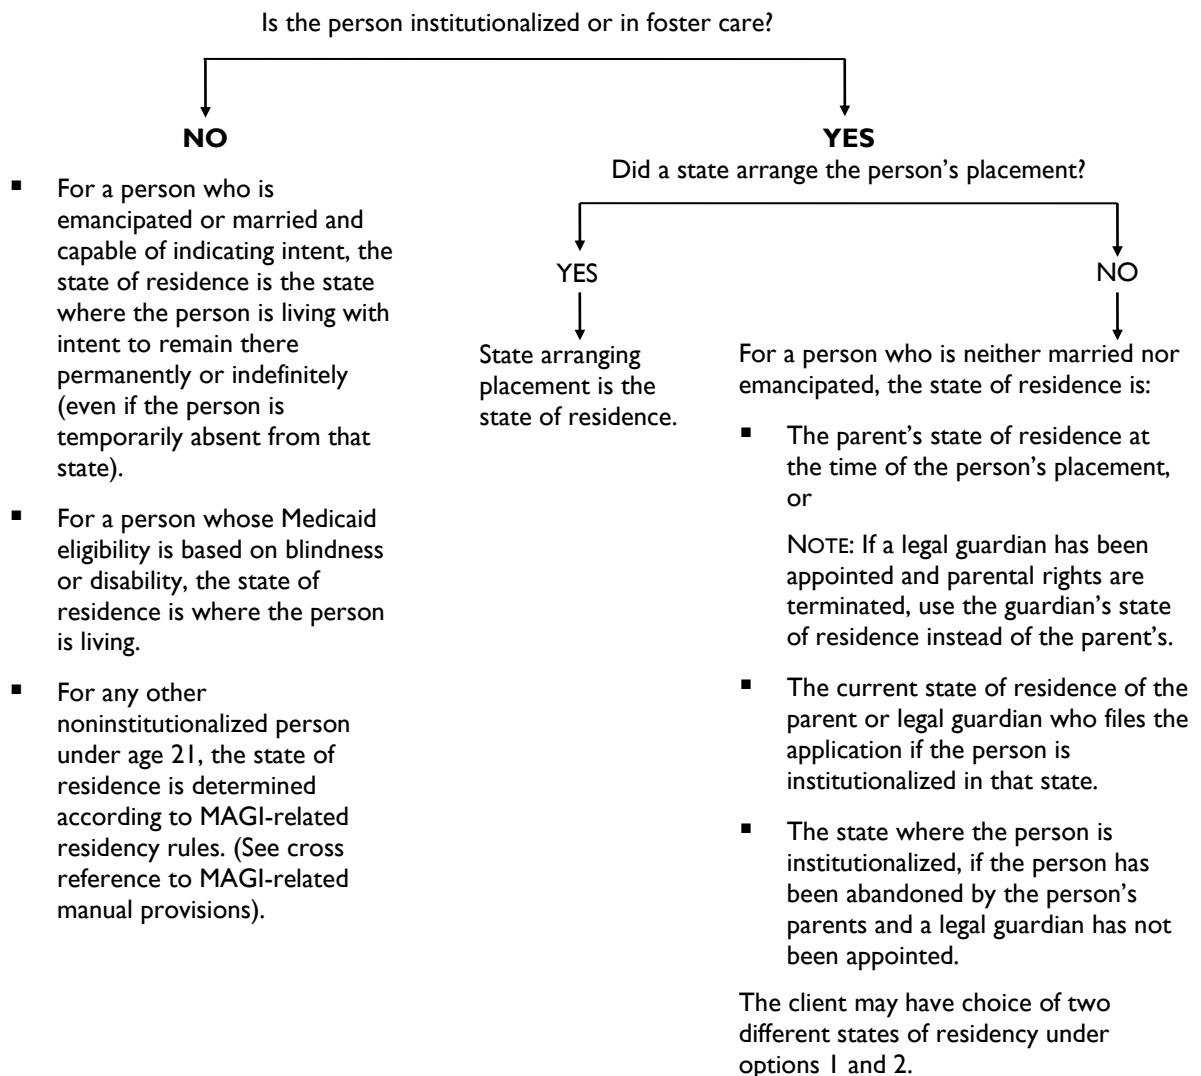 Is the person institutionalized or in foster care?
NO
▪ For a person who is
emancipated or married and
capable of indicating intent, the
state of residence is the state
where the person is living with
intent to remain there
permanently or indefinitely
(even if the person is
temporarily absent from that
state).
▪ For a person whose Medicaid
eligibility is based on blindness
or disability, the state of
residence is where the person
is living.
▪ For any other
noninstitutionalized person
under age 21, the state of
residence is determined
according to MAGI-related
residency rules. (See cross
reference to MAGI-related
manual provisions).
YES
Did a state arrange the person’s placement?
YES
State arranging
placement is the
state of residence.
NO
For a person who is neither married nor
emancipated, the state of residence is:
▪ The parent’s state of residence at
the time of the person’s placement,
or
NOTE: If a legal guardian has been
appointed and parental rights are
terminated, use the guardian’s state
of residence instead of the parent’s.
▪ The current state of residence of the
parent or legal guardian who files the
application if the person is
institutionalized in that state.
▪ The state where the person is
institutionalized, if the person has
been abandoned by the person’s
parents and a legal guardian has not
been appointed.
The client may have choice of two
different states of residency under
options 1 and 2.